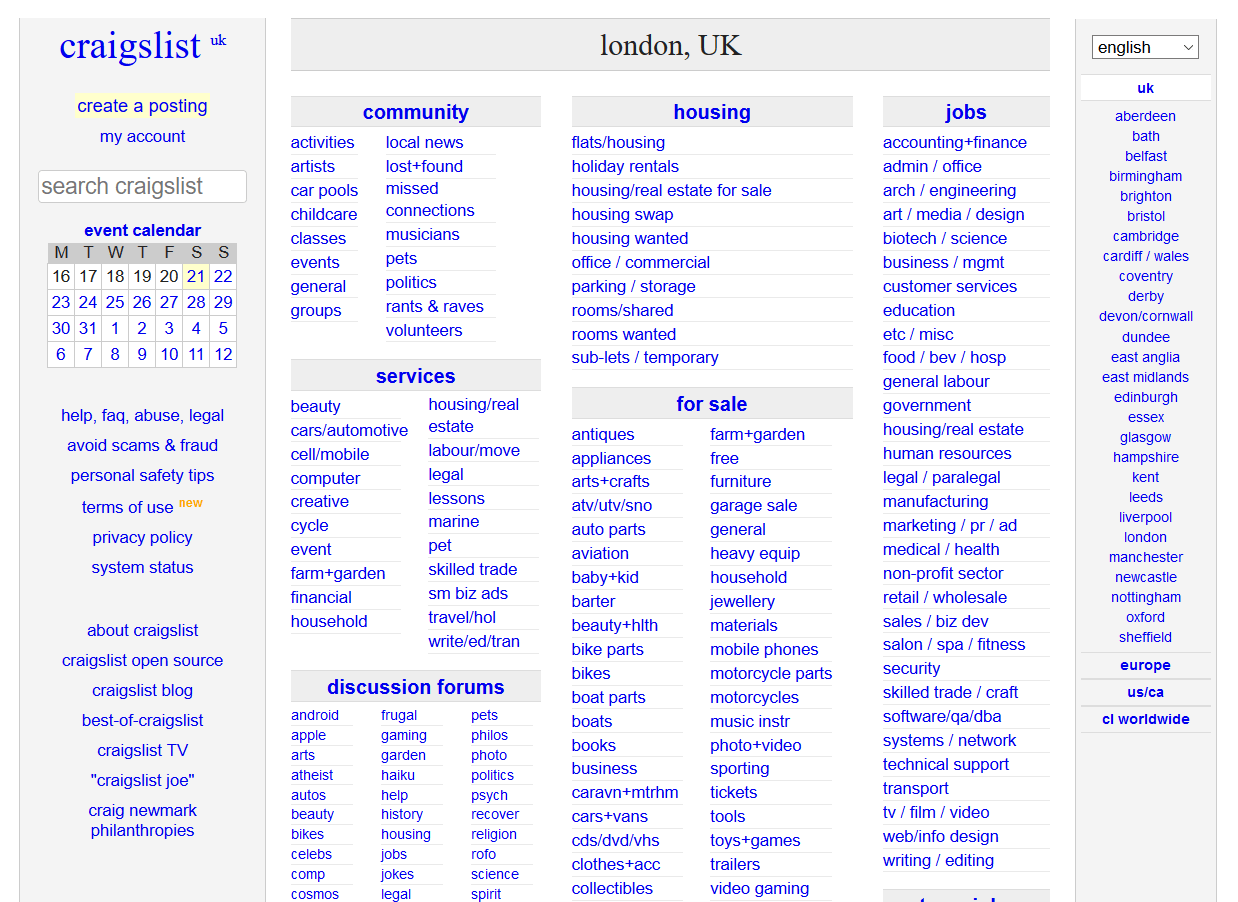 craigslist uk
create a posting
my account
search craigslist
event calendar
M T W T F S S
16 17 18 19 20 21 22
23 24 25 26 27 28 29
30 31 1 2 3 4 5
6 7 8 9 10 11 12
help, faq, abuse, legal
avoid scams & fraud
personal safety tips
terms of use new
privacy policy
system status
about craigslist
craigslist open source
craigslist blog
best-of-craigslist
craigslist TV
"craigslist joe"
craig newmark
philanthropies
london, UK
community
activities
artists
car pools
childcare
classes
events
general
groups
local news
lost+found
missed
connections
musicians
pets
politics
rants & raves
volunteers
services
beauty
cars/automotive
cell/mobile
computer
creative
cycle
event
farm+garden
financial
household
housing/real
estate
labour/move
legal
lessons
marine
pet
skilled trade
sm biz ads
travel/hol
write/ed/tran
discussion forums
android
apple
arts
atheist
autos
beauty
bikes
celebs
comp
cosmos
frugal
gaming
garden
haiku
help
history
housing
jobs
jokes
legal
pets
philos
photo
politics
psych
recover
religion
rofo
science
spirit
housing
flats/housing
holiday rentals
housing/real estate for sale
housing swap
housing wanted
office / commercial
parking / storage
rooms/shared
rooms wanted
sub-lets / temporary
for sale
antiques
appliances
arts+crafts
atv/utv/sno
auto parts
aviation
baby+kid
barter
beauty+hlth
bike parts
bikes
boat parts
boats
books
business
caravn+mtrhm
cars+vans
cds/dvd/vhs
clothes+acc
collectibles
farm+garden
free
furniture
garage sale
general
heavy equip
household
jewellery
materials
mobile phones
motorcycle parts
motorcycles
music instr
photo+video
sporting
tickets
tools
toys+games
trailers
video gaming
jobs
accounting+finance
admin / office
arch / engineering
art / media / design
biotech / science
business / mgmt
customer services
education
etc / misc
food / bev / hosp
general labour
government
housing/real estate
human resources
legal / paralegal
manufacturing
marketing / pr / ad
medical / health
non-profit sector
retail / wholesale
sales / biz dev
salon / spa / fitness
security
skilled trade / craft
software/qa/dba
systems / network
technical support
transport
tv / film / video
web/info design
writing / editing
english
uk
aberdeen
bath
belfast
birmingham
brighton
bristol
cambridge
cardiff / wales
coventry
derby
devon/cornwall
dundee
east anglia
east midlands
edinburgh
essex
glasgow
hampshire
kent
leeds
liverpool
london
manchester
newcastle
nottingham
oxford
sheffield
europe
us/ca
cl worldwide